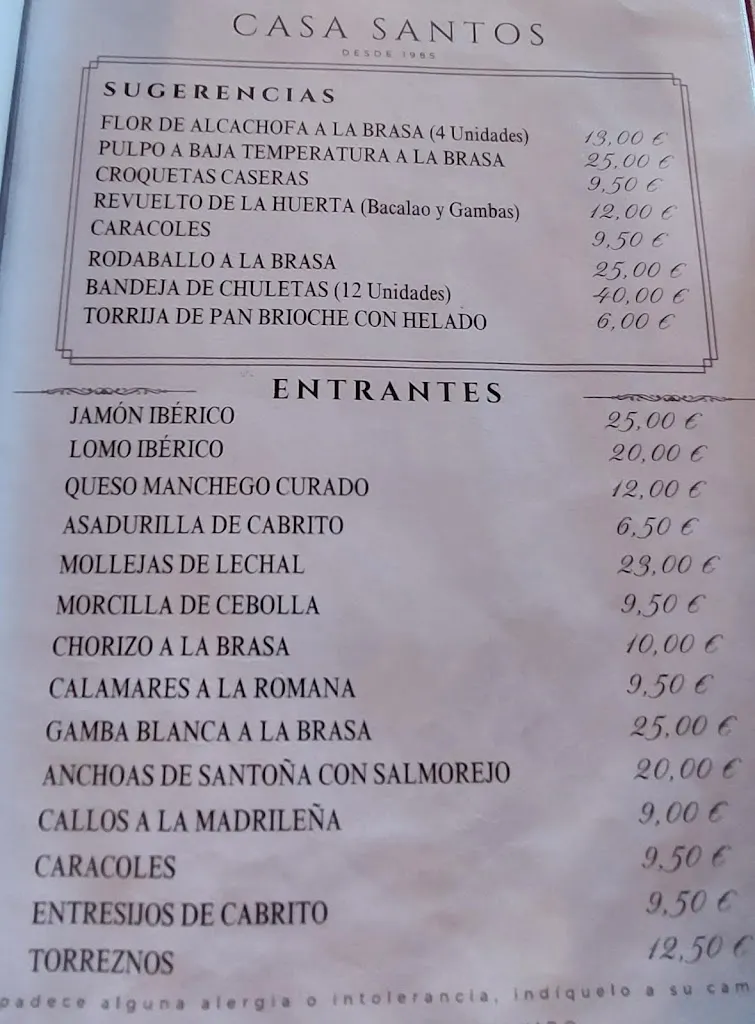 CASA SANTOS
DESDE 1985
SUGERENCIAS
FLOR DE ALCACHOFA A LA BRASA (4 Unidades) 13,00 €
PULPO A BAJA TEMPERATURA A LA BRASA 25,00 €
CROQUETAS CASERAS 9,50 €
REVUELTO DE LA HUERTA (Bacalao y Gambas) 12,00 €
CARACOLES 9,50 €
RODABALLO A LA BRASA 25,00 €
BANDEJA DE CHULETAS (12 Unidades) 40,00 €
TORRIJA DE PAN BRIOCHE CON HELADO 6,00 €
ENTRANTES
JAMÓN IBÉRICO 25,00 €
LOMO IBÉRICO 20,00 €
QUESO MANCHEGO CURADO 12,00 €
ASADURILLA DE CABRITO 6,50 €
MOLLEJAS DE LECHAL 23,00 €
MORCILLA DE CEBOLLA 9,50 €
CHORIZO A LA BRASA 10,00 €
CALAMARES A LA ROMANA 9,50 €
GAMBA BLANCA A LA BRASA 25,00 €
ANCHOAS DE SANTOÑA CON SALMOREJO 20,00 €
CALLOS A LA MADRILEÑA 9,00 €
CARACOLES 9,50 €
ENTRESIJOS DE CABRITO 9,50 €
TORREZNOS 12,50 €
padece alguna alergia o intolerancia, indíquelo a su cam